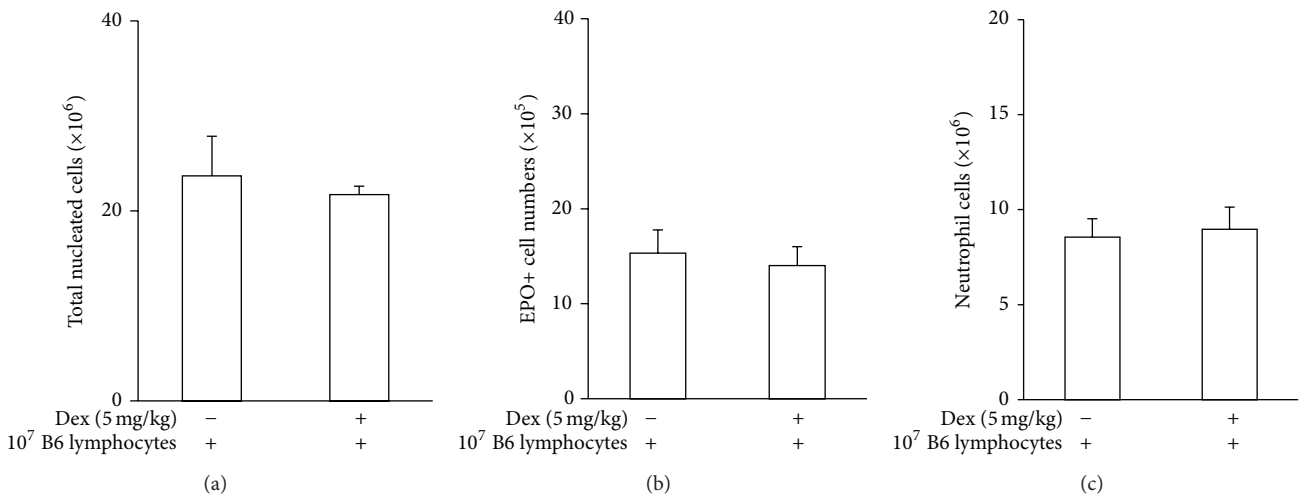 Total nucleated cells (×10⁶)
40
20
0
Dex (5 mg/kg) − +
10⁷ B6 lymphocytes + +
(a)
EPO+ cell numbers (×10⁵)
40
30
20
10
0
Dex (5 mg/kg) − +
10⁷ B6 lymphocytes + +
(b)
Neutrophil cells (×10⁶)
20
15
10
5
0
Dex (5 mg/kg) − +
10⁷ B6 lymphocytes + +
(c)